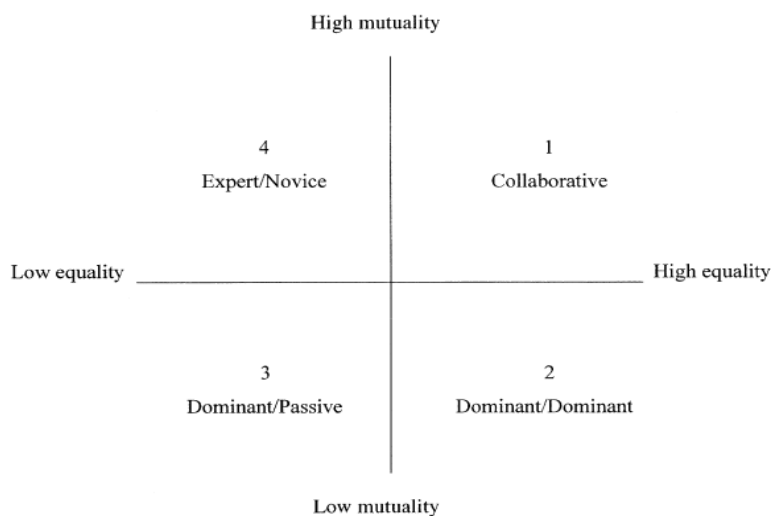 High mutuality
4
1
Expert/Novice
Collaborative
Low equality
High equality
3
2
Dominant/Passive
Dominant/Dominant
Low mutuality